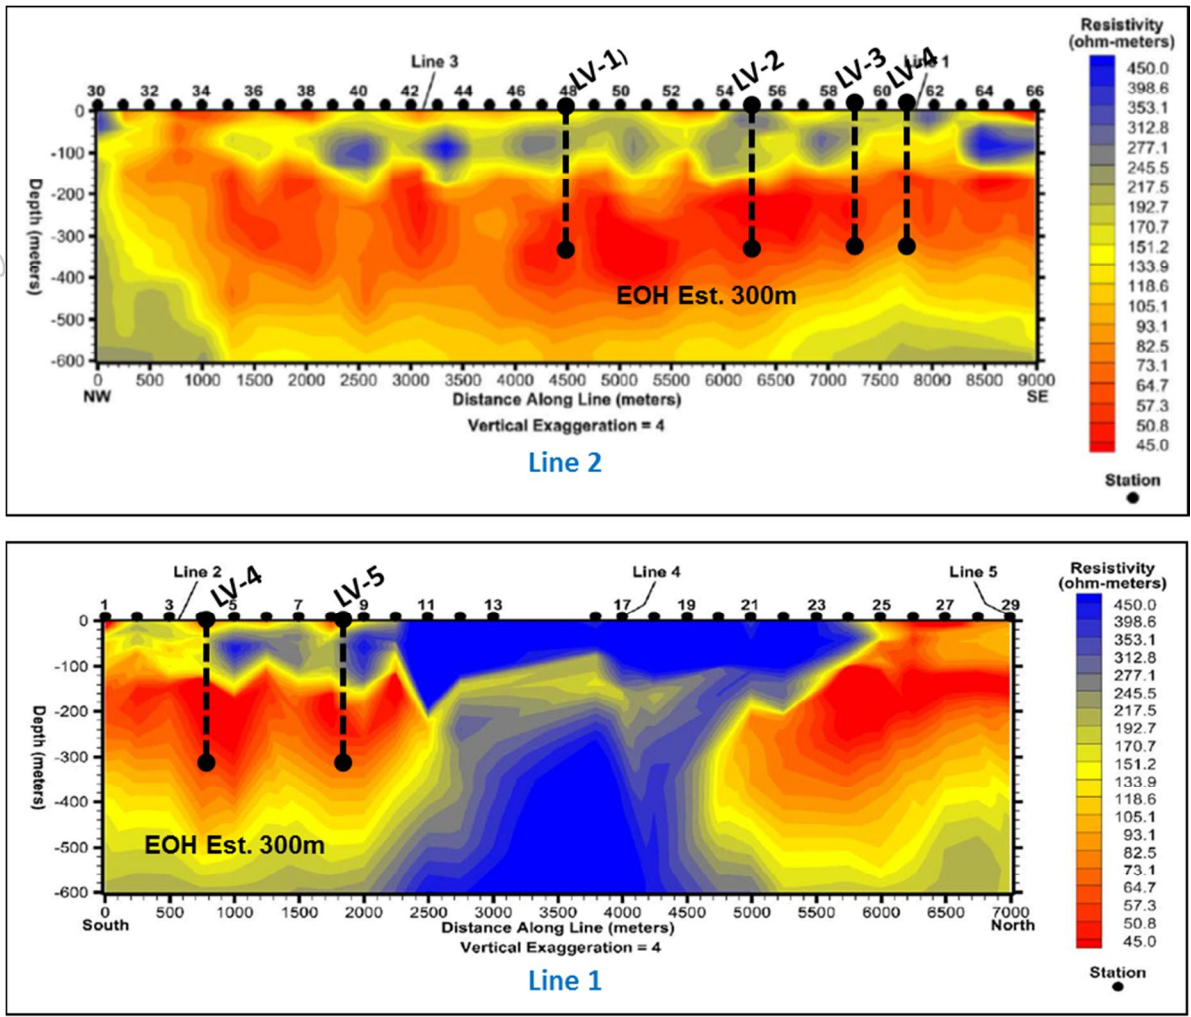 Resistivity
(ohm-meters)
Line 3
LV-1)
LV-2
LV-3
LV-4
Line 1
30 32 34 36 38 40 42 44 46 48 50 52 54 56 58 60 62 64 66
0
-100
-200
-300
-400
-500
-600
Depth (meters)
EOH Est. 300m
0 500 1000 1500 2000 2500 3000 3500 4000 4500 5000 5500 6000 6500 7000 7500 8000 8500 9000
NW
Distance Along Line (meters)
SE
Vertical Exaggeration = 4
Line 2
450.0
398.6
353.1
312.8
277.1
245.5
217.5
192.7
170.7
151.2
133.9
118.6
105.1
93.1
82.5
73.1
64.7
57.3
50.8
45.0
Station
Resistivity
(ohm-meters)
Line 2
LV-4
LV-5
Line 4
Line 5
1 3 5 7 9 11 13 17 19 21 23 25 27 29
0
-100
-200
-300
-400
-500
-600
Depth (meters)
EOH Est. 300m
0 500 1000 1500 2000 2500 3000 3500 4000 4500 5000 5500 6000 6500 7000
South
Distance Along Line (meters)
North
Vertical Exaggeration = 4
Line 1
450.0
398.6
353.1
312.8
277.1
245.5
217.5
192.7
170.7
151.2
133.9
118.6
105.1
93.1
82.5
73.1
64.7
57.3
50.8
45.0
Station